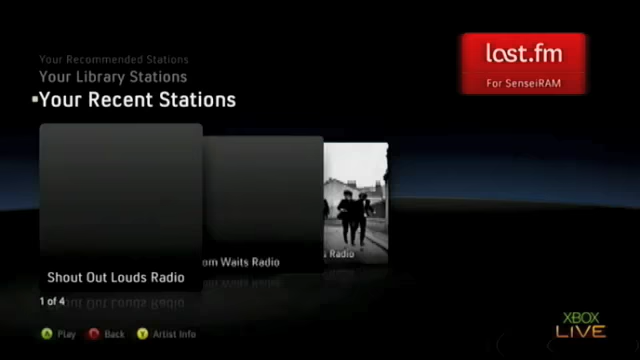 Your Recommended Stations
Your Library Stations
Your Recent Stations
last.fm
For SenseiRAM
Shout Out Louds Radio
om Waits Radio
s Radio
1 of 4
A Play
B Back
Y Artist Info
XBOX
LIVE